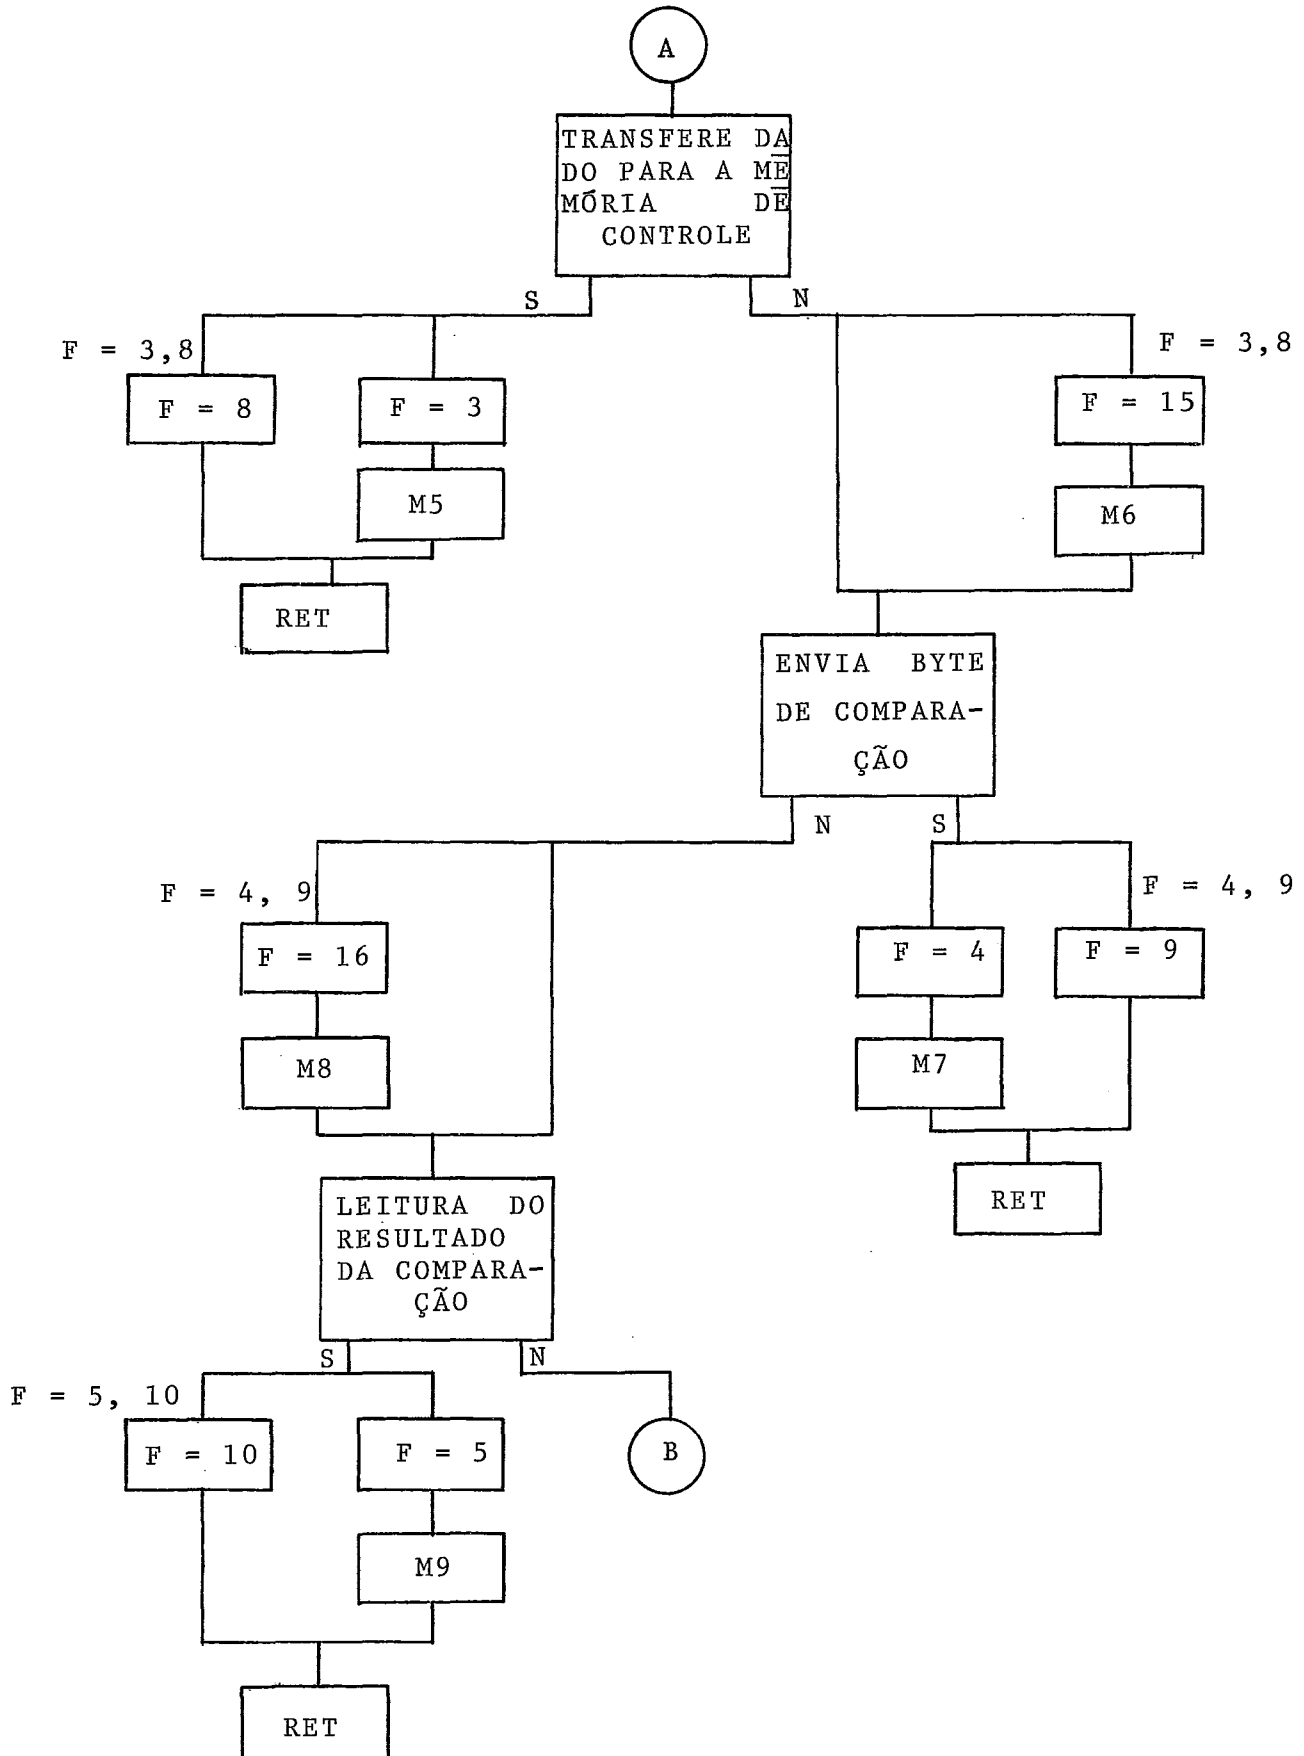 A
TRANSFERE DA
DO PARA A ME
MÓRIA DE
CONTROLE
S
N
F = 3,8
F = 3,8
F = 8
F = 3
F = 15
M5
M6
RET
ENVIA BYTE
DE COMPARA-
ÇÃO
N
S
F = 4, 9
F = 4, 9
F = 16
F = 4
F = 9
M8
M7
RET
LEITURA DO
RESULTADO
DA COMPARA-
ÇÃO
S
N
F = 5, 10
F = 10
F = 5
B
M9
RET